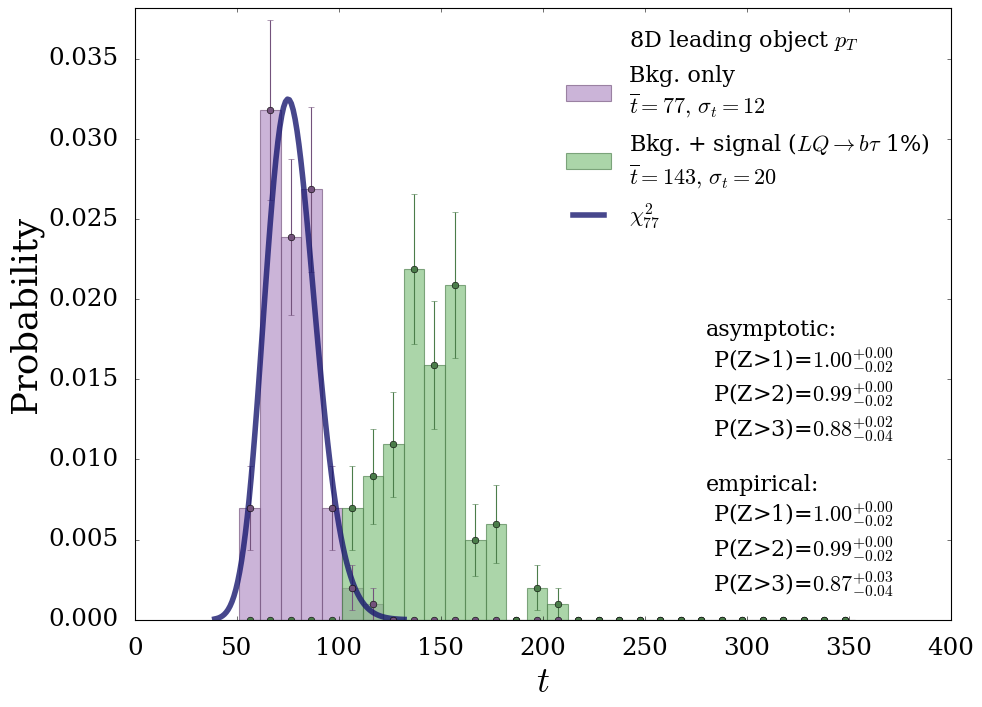 8D leading object $p_T$
Bkg. only
$\overline{t}=77$, $\sigma_t=12$
Bkg. + signal ($LQ \rightarrow b\tau$ 1%)
$\overline{t}=143$, $\sigma_t=20$
$\chi^2_{77}$
asymptotic:
P(Z>1)=$1.00^{+0.00}_{-0.02}$
P(Z>2)=$0.99^{+0.00}_{-0.02}$
P(Z>3)=$0.88^{+0.02}_{-0.04}$
empirical:
P(Z>1)=$1.00^{+0.00}_{-0.02}$
P(Z>2)=$0.99^{+0.00}_{-0.02}$
P(Z>3)=$0.87^{+0.03}_{-0.04}$
Probability
0.035
0.030
0.025
0.020
0.015
0.010
0.005
0.000
0 50 100 150 200 250 300 350 400
$t$